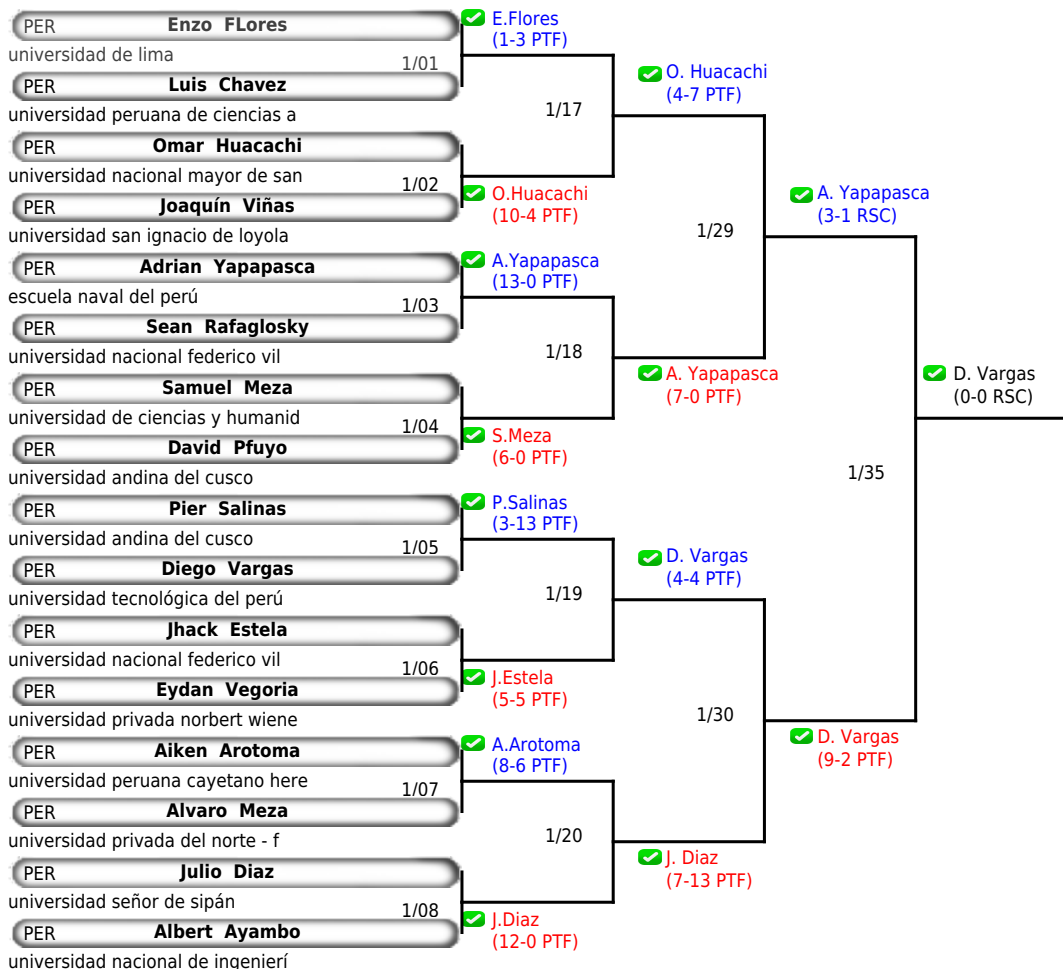 PER Enzo FLores
universidad de lima
1/01
PER Luis Chavez
universidad peruana de ciencias a
PER Omar Huacachi
universidad nacional mayor de san
1/02
PER Joaquín Viñas
universidad san ignacio de loyola
PER Adrian Yapapasca
escuela naval del perú
1/03
PER Sean Rafaglosky
universidad nacional federico vil
PER Samuel Meza
universidad de ciencias y humanid
1/04
PER David Pfuyo
universidad andina del cusco
PER Pier Salinas
universidad andina del cusco
1/05
PER Diego Vargas
universidad tecnológica del perú
PER Jhack Estela
universidad nacional federico vil
1/06
PER Eydan Vegoria
universidad privada norbert wiene
PER Aiken Arotoma
universidad peruana cayetano here
1/07
PER Alvaro Meza
universidad privada del norte - f
PER Julio Diaz
universidad señor de sipán
1/08
PER Albert Ayambo
universidad nacional de ingenierí
E.Flores
(1-3 PTF)
1/17
O.Huacachi
(10-4 PTF)
A.Yapapasca
(13-0 PTF)
1/18
S.Meza
(6-0 PTF)
P.Salinas
(3-13 PTF)
1/19
J.Estela
(5-5 PTF)
A.Arotoma
(8-6 PTF)
1/20
J.Diaz
(12-0 PTF)
O. Huacachi
(4-7 PTF)
1/29
A. Yapapasca
(7-0 PTF)
D. Vargas
(4-4 PTF)
1/30
J. Diaz
(7-13 PTF)
A. Yapapasca
(3-1 RSC)
1/35
D. Vargas
(9-2 PTF)
D. Vargas
(0-0 RSC)